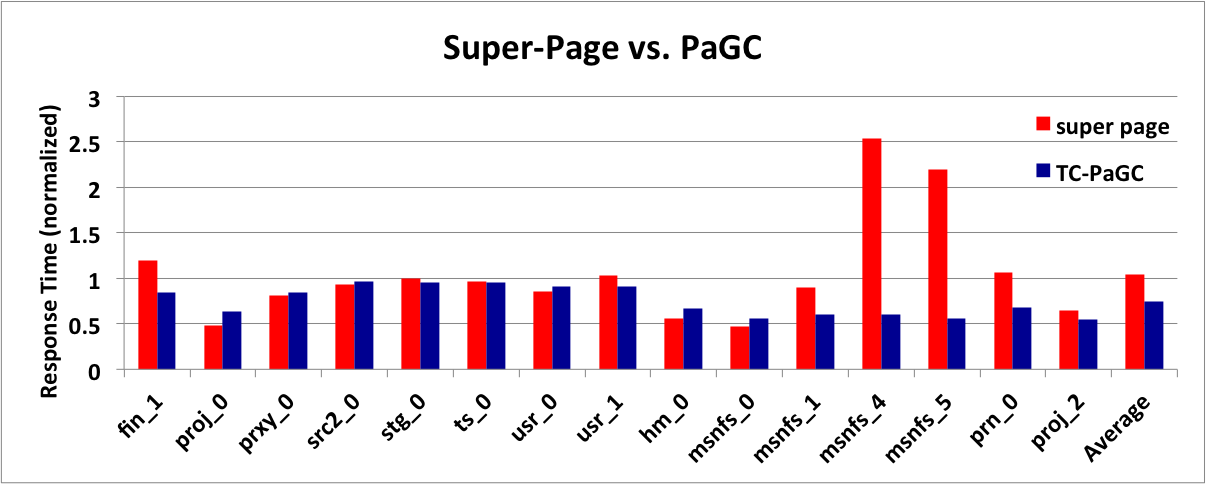 Super-Page vs. PaGC
Response Time (normalized)
3
2.5
2
1.5
1
0.5
0
super page
TC-PaGC
fin_1
proj_0
prxy_0
src2_0
stg_0
ts_0
usr_0
usr_1
hm_0
msnfs_0
msnfs_1
msnfs_4
msnfs_5
prn_0
proj_2
Average